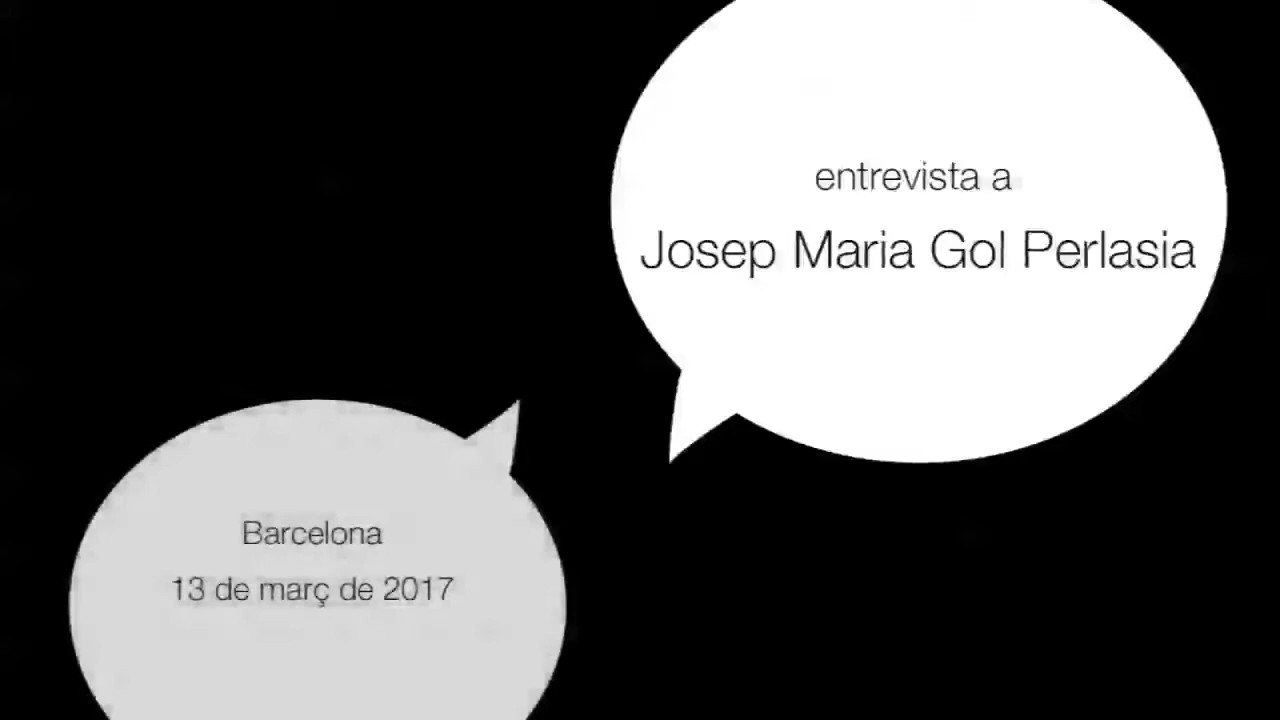 entrevista a
Josep Maria Gol Perlasia
Barcelona
13 de març de 2017